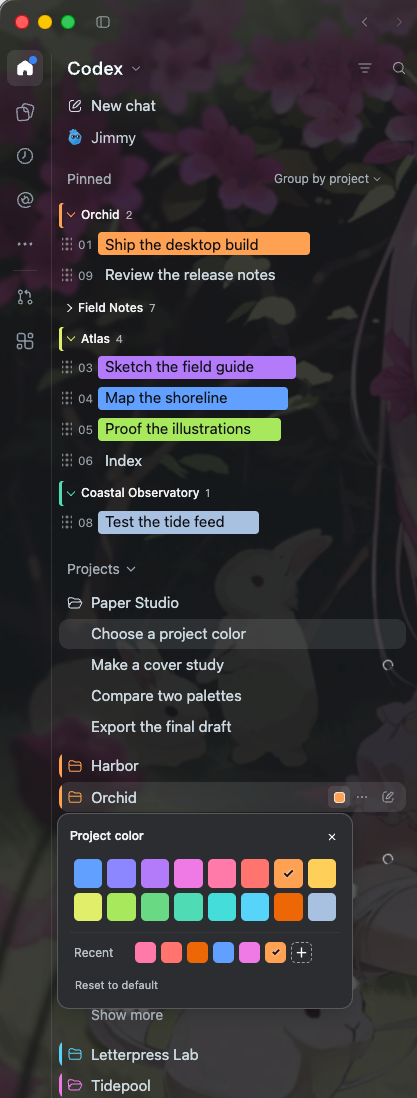 Codex
New chat
Jimmy
Pinned
Group by project
Orchid 2
01 Ship the desktop build
09 Review the release notes
Field Notes 7
Atlas 4
03 Sketch the field guide
04 Map the shoreline
05 Proof the illustrations
06 Index
Coastal Observatory 1
08 Test the tide feed
Projects
Paper Studio
Choose a project color
Make a cover study
Compare two palettes
Export the final draft
Harbor
Orchid
Project color
Recent
Reset to default
Show more
Letterpress Lab
Tidepool